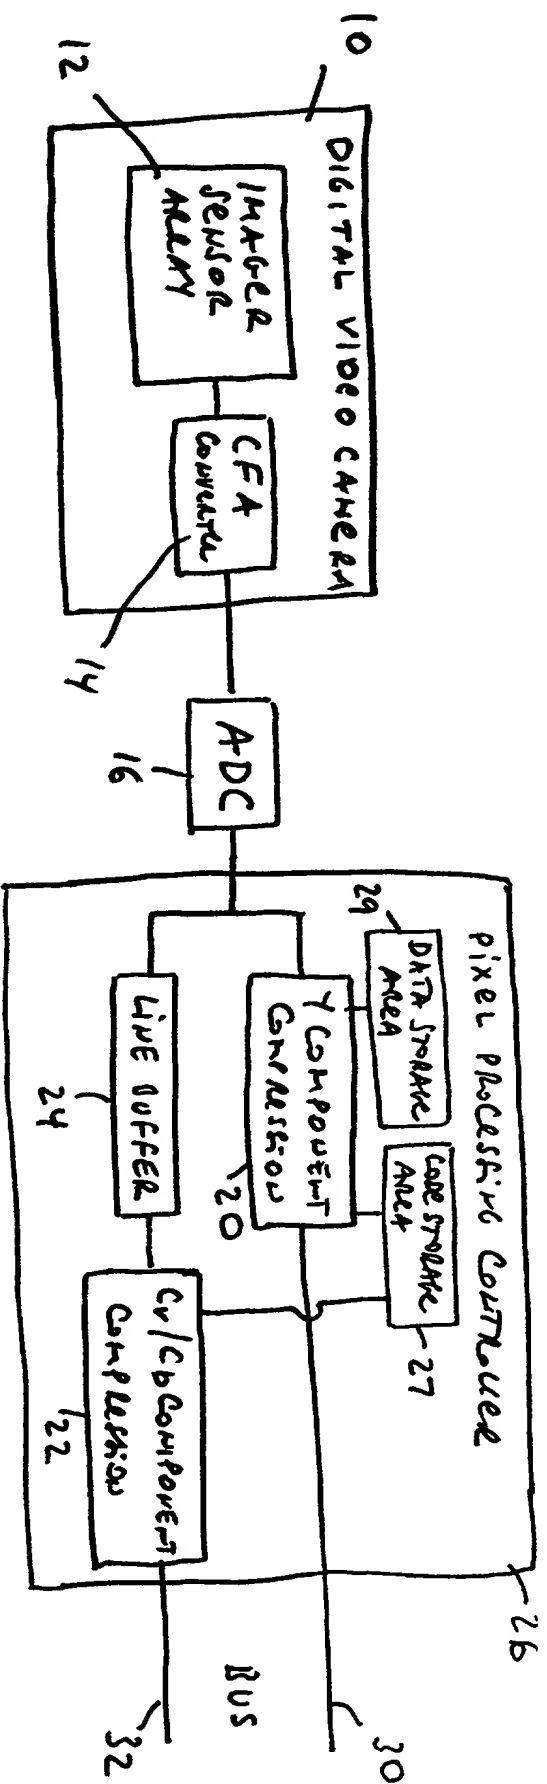 10
DIGITAL VIDEO CAMERA
12
IMAGER
SENSOR
ARRAY
CFA
CONVERTER
14
ADC
16
PIXEL PROCESSING CONTROLLER
26
29
DATA STORAGE
AREA
CODE STORAGE
AREA
27
Y COMPONENT
COMPRESSION
20
LINE BUFFER
24
Cr/Cb COMPONENT
COMPRESSION
22
30
BUS
32